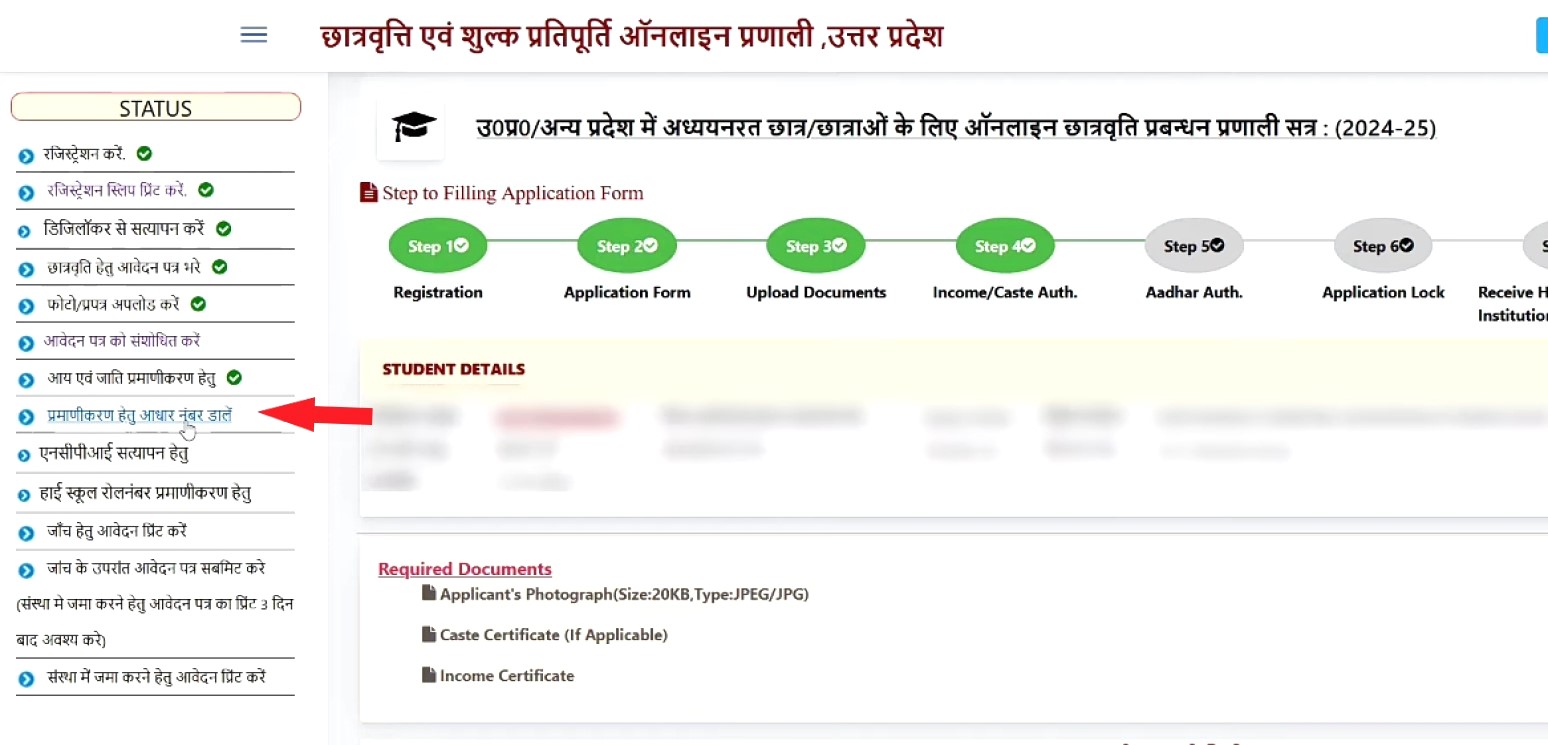 छात्रवृत्ति एवं शुल्क प्रतिपूर्ति ऑनलाइन प्रणाली ,उत्तर प्रदेश
STATUS
रजिस्ट्रेशन करें.
रजिस्ट्रेशन स्लिप प्रिंट करें.
डिजिलॉकर से सत्यापन करें
छात्रवृति हेतु आवेदन पत्र भरे
फोटो/प्रपत्र अपलोड करें
आवेदन पत्र को संशोधित करें
आय एवं जाति प्रमाणीकरण हेतु
प्रमाणीकरण हेतु आधार नंबर डालें
एनसीपीआई सत्यापन हेतु
हाई स्कूल रोलनंबर प्रमाणीकरण हेतु
जाँच हेतु आवेदन प्रिंट करें
जांच के उपरांत आवेदन पत्र सबमिट करे
(संस्था मे जमा करने हेतु आवेदन पत्र का प्रिंट 3 दिन
बाद अवश्य करे)
संस्था में जमा करने हेतु आवेदन प्रिंट करें
उ0प्र0/अन्य प्रदेश में अध्ययनरत छात्र/छात्राओं के लिए ऑनलाइन छात्रवृति प्रबन्धन प्रणाली सत्र : (2024-25)
Step to Filling Application Form
Step 1 Step 2 Step 3 Step 4 Step 5 Step 6
Registration Application Form Upload Documents Income/Caste Auth. Aadhar Auth. Application Lock Receive
STUDENT DETAILS
Required Documents
Applicant's Photograph(Size:20KB,Type:JPEG/JPG)
Caste Certificate (If Applicable)
Income Certificate